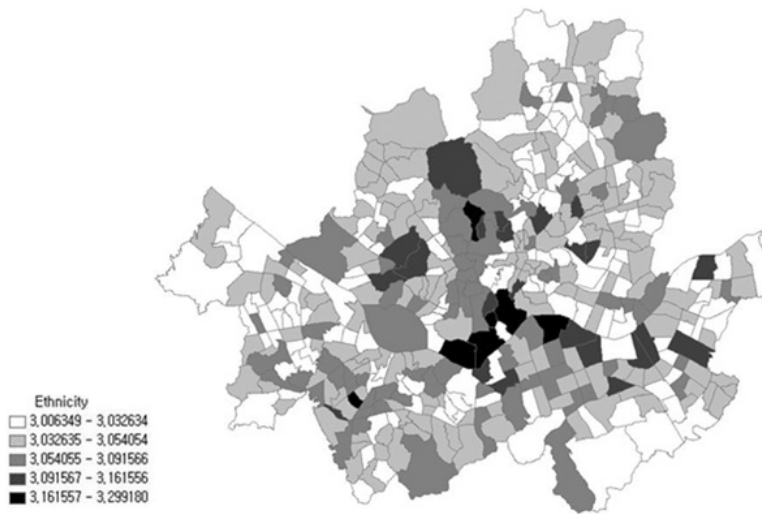 Ethnicity
3,006349 - 3,032634
3,032635 - 3,054054
3,054055 - 3,091566
3,091567 - 3,161556
3,161557 - 3,299180